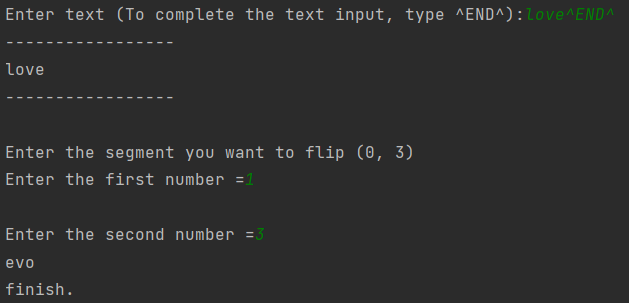 Enter text (To complete the text input, type ^END^):love^END^
-----------------
love
-----------------
Enter the segment you want to flip (0, 3)
Enter the first number =1
Enter the second number =3
evo
finish.